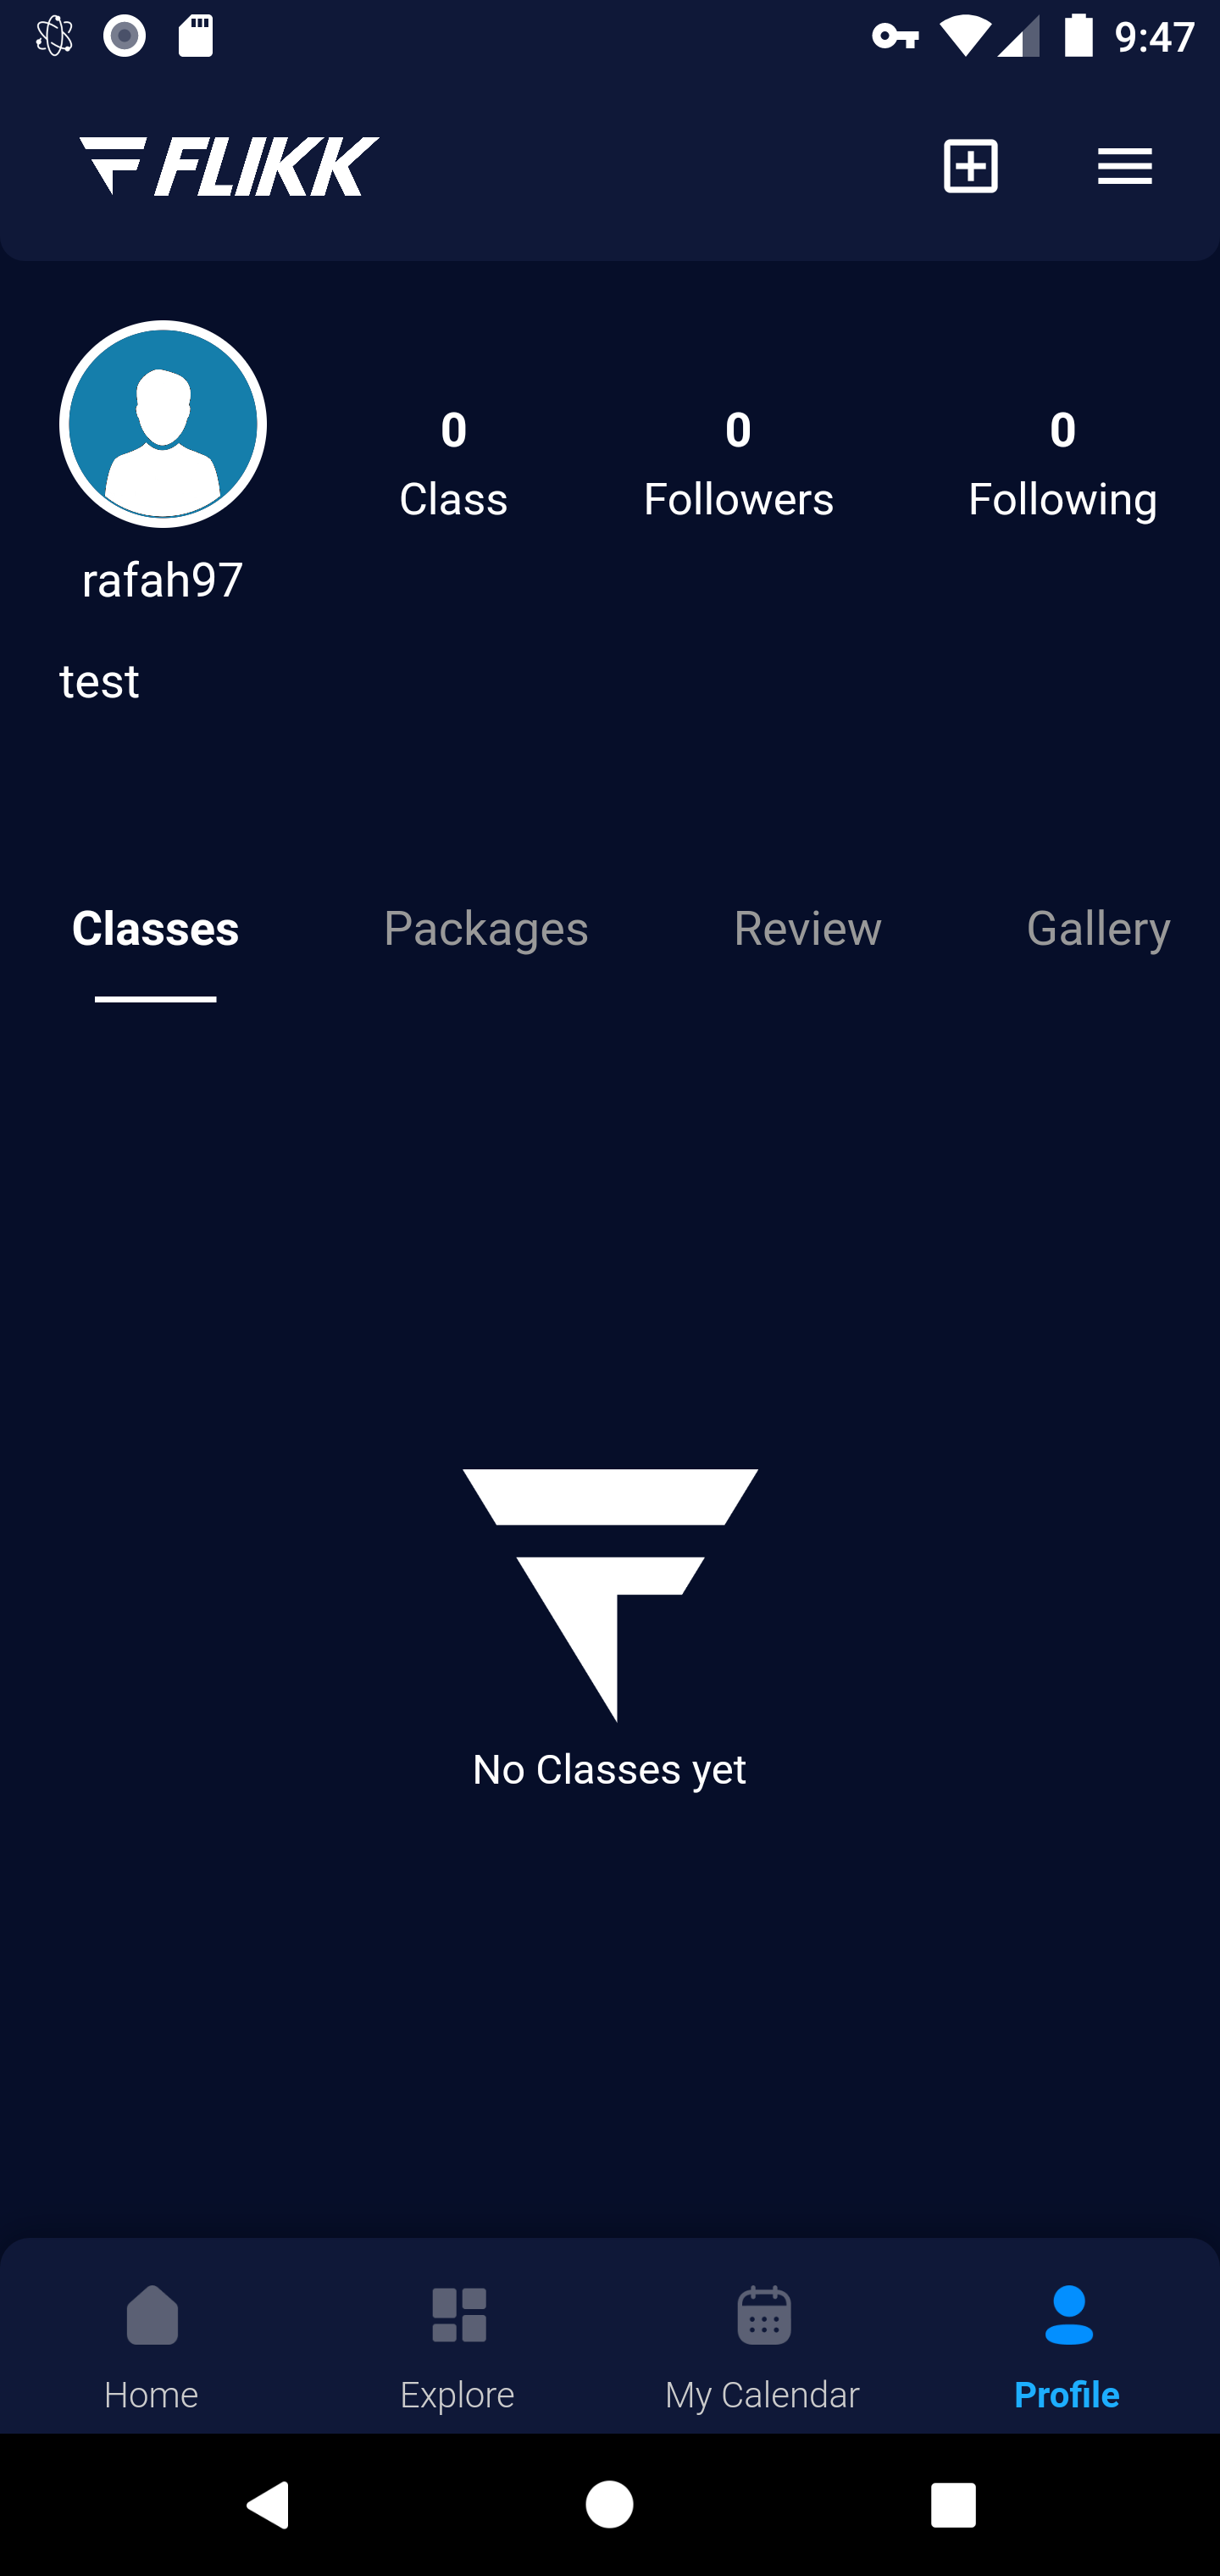 9:47
FLIKK
0 0 0
Class Followers Following
rafah97
test
Classes Packages Review Gallery
No Classes yet
Home Explore My Calendar Profile